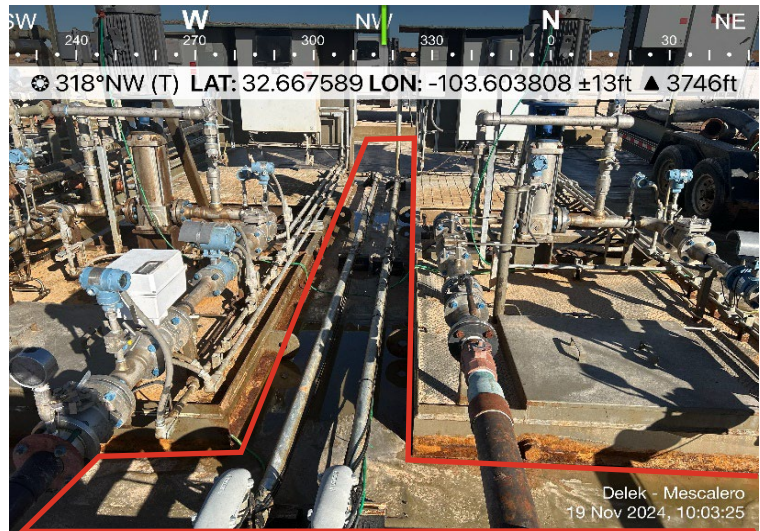 SW W NW N NE
240 270 300 330 0 30
318°NW (T) LAT: 32.667589 LON: -103.603808 ±13ft ▲ 3746ft
Delek - Mescalero
19 Nov 2024, 10:03:25